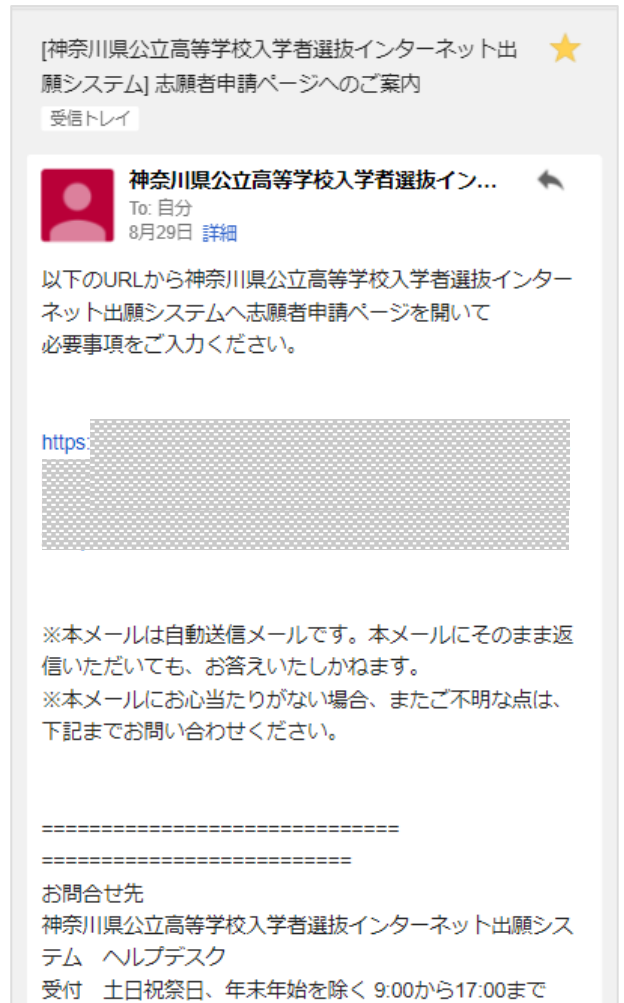 [神奈川県公立高等学校入学者選抜インターネット出
願システム] 志願者申請ページへのご案内
受信トレイ
神奈川県公立高等学校入学者選抜イン...
To: 自分
8月29日 詳細
以下のURLから神奈川県公立高等学校入学者選抜インター
ネット出願システムへ志願者申請ページを開いて
必要事項をご入力ください。
https:
※本メールは自動送信メールです。本メールにそのまま返
信いただいても、お答えいたしかねます。
※本メールにお心当たりがない場合、またご不明な点は、
下記までお問い合わせください。
==============================
==========================
お問合せ先
神奈川県公立高等学校入学者選抜インターネット出願シス
テム　ヘルプデスク
受付　土日祝祭日、年末年始を除く 9:00から17:00まで